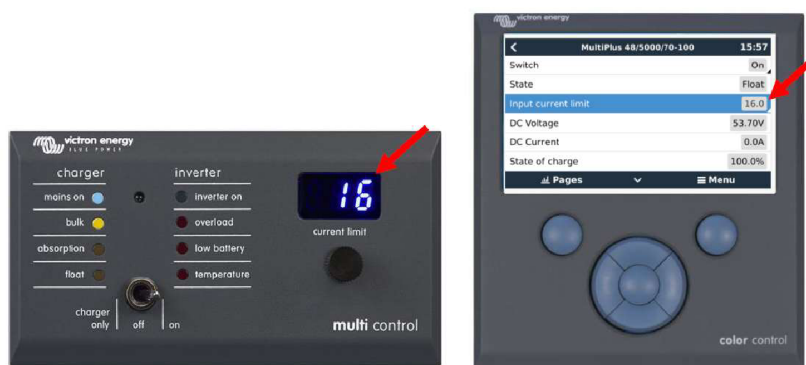 victron energy
BLUE POWER
charger
inverter
mains on
inverter on
bulk
overload
absorption
low battery
float
temperature
16
current limit
charger only
off
on
multi control
victron energy
MultiPlus 48/5000/70-100 15:57
Switch On
State Float
Input current limit 16.0
DC Voltage 53.70V
DC Current 0.0A
State of charge 100.0%
Pages Menu
color control